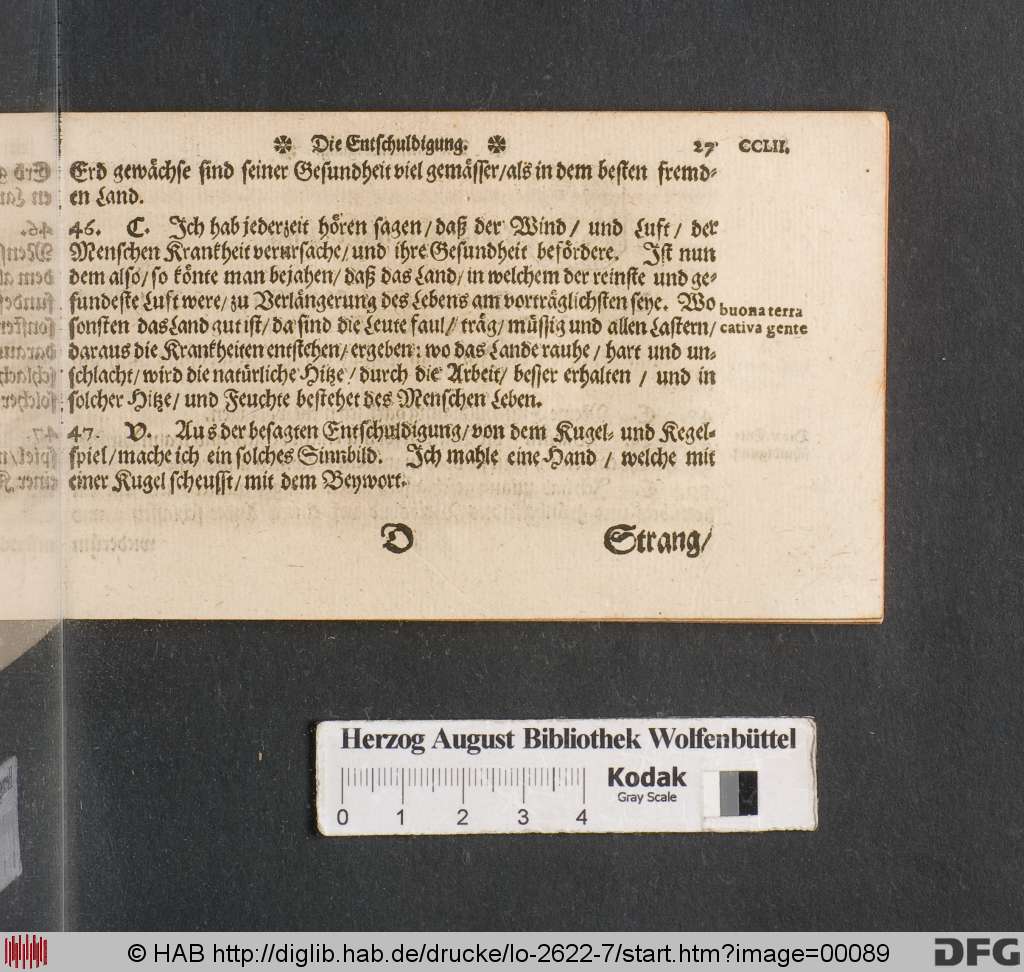 ✼ Die Entschuldigung. ✼ 27 CCLII.
Erd gewächse sind seiner Gesundheit viel gemässer/als in dem besten fremd⸗
en Land.
46. C. Ich hab jederzeit hören sagen/daß der Wind/ und Luft/ der
Menschen Krankheit verursache/und ihre Gesundheit befördere. Ist nun
dem also/so könte man bejahen/daß das Land/in welchem der reinste und ge⸗
sundeste Luft were/zu Verlängerung des Lebens am vorträglichsten seye. Wo
buona terra
sonsten das Land gut ist/da sind die Leute faul/ träg/ müssig und allen Lastern/
cativa gente
daraus die Krankheiten entstehen/ergeben: wo das Lande rauhe/hart und un⸗
schlacht/wird die natürliche Hitze/durch die Arbeit/besser erhalten / und in
solcher Hitze/und Feuchte bestehet des Menschen Leben.
47. V. Aus der besagten Entschuldigung/von dem Kugel⸗ und Kegel⸗
spiel/mache ich ein solches Sinnbild. Ich mahle eine Hand / welche mit
einer Kugel scheusst/mit dem Beywort.
D Strang/
Herzog August Bibliothek Wolfenbüttel
Kodak
Gray Scale
0 1 2 3 4
© HAB http://diglib.hab.de/drucke/lo-2622-7/start.htm?image=00089
DFG